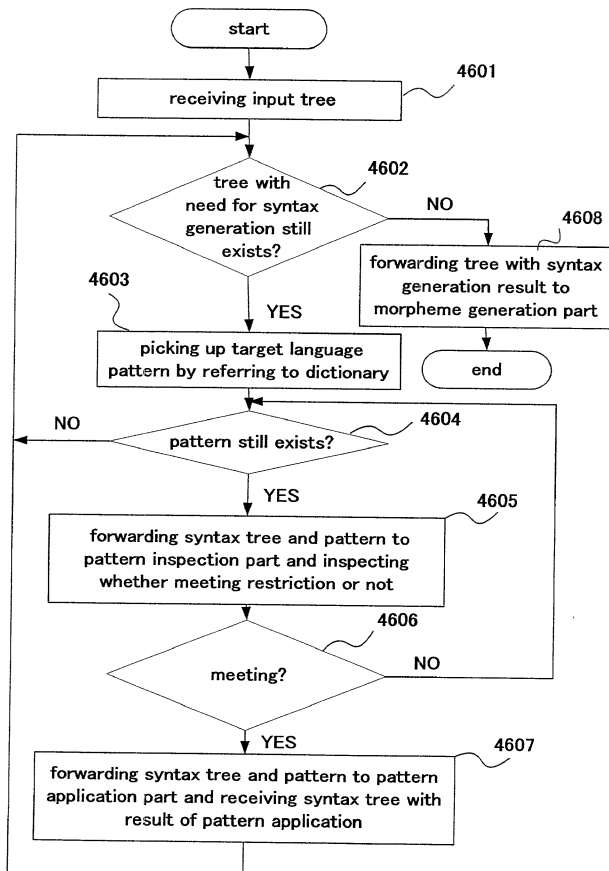 start
4601
receiving input tree
4602
tree with
need for syntax
generation still
exists?
NO
4608
forwarding tree with syntax
generation result to
morpheme generation part
end
4603
YES
picking up target language
pattern by referring to dictionary
NO
4604
pattern still exists?
YES
4605
forwarding syntax tree and pattern to
pattern inspection part and inspecting
whether meeting restriction or not
4606
meeting?
NO
YES
4607
forwarding syntax tree and pattern to pattern
application part and receiving syntax tree with
result of pattern application